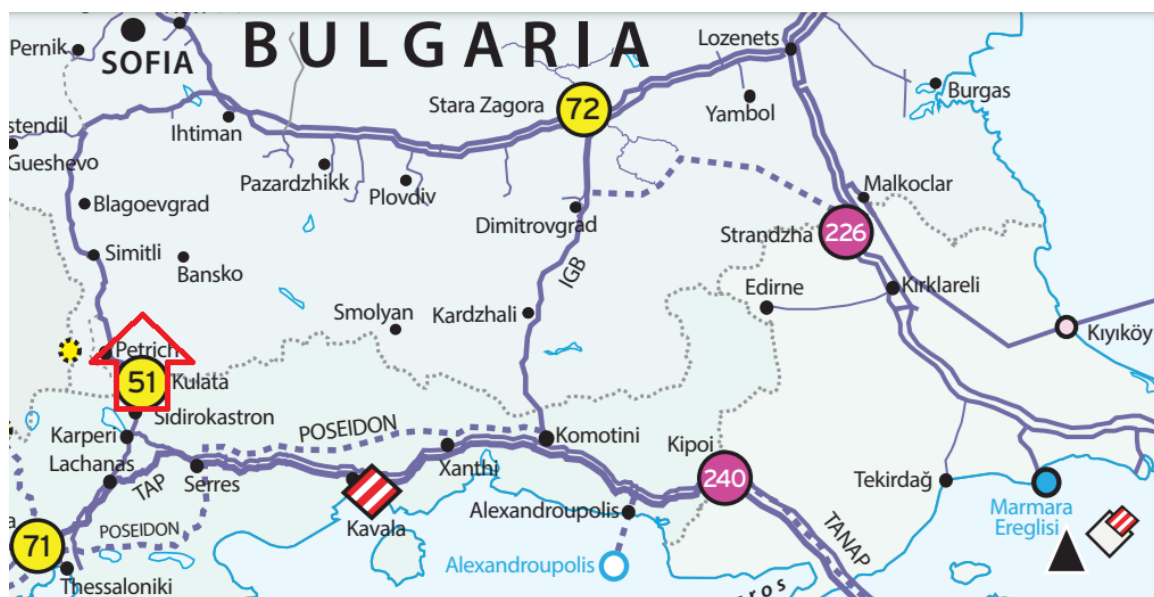 BULGARIA
Pernik
SOFIA
Lozenets
Stara Zagora
72
Yambol
Burgas
Ihtiman
stendil
Gueshevo
Pazardzhikk
Plovdiv
Malkoclar
Blagoevgrad
Dimitrovgrad
Strandzha
226
Simitli
Bansko
IGB
Edirne
Kırklareli
Smolyan
Kardzhali
Kıyıköy
Petrich
51
Kulata
Sidirokastron
Karperi
POSEIDON
Komotini
Kipoi
Lachanas
TAP
Serres
Xanthi
240
Tekirdağ
Kavala
Alexandroupolis
Marmara
Ereglisi
POSEIDON
71
TANAP
Alexandroupolis
Thessaloniki
ros